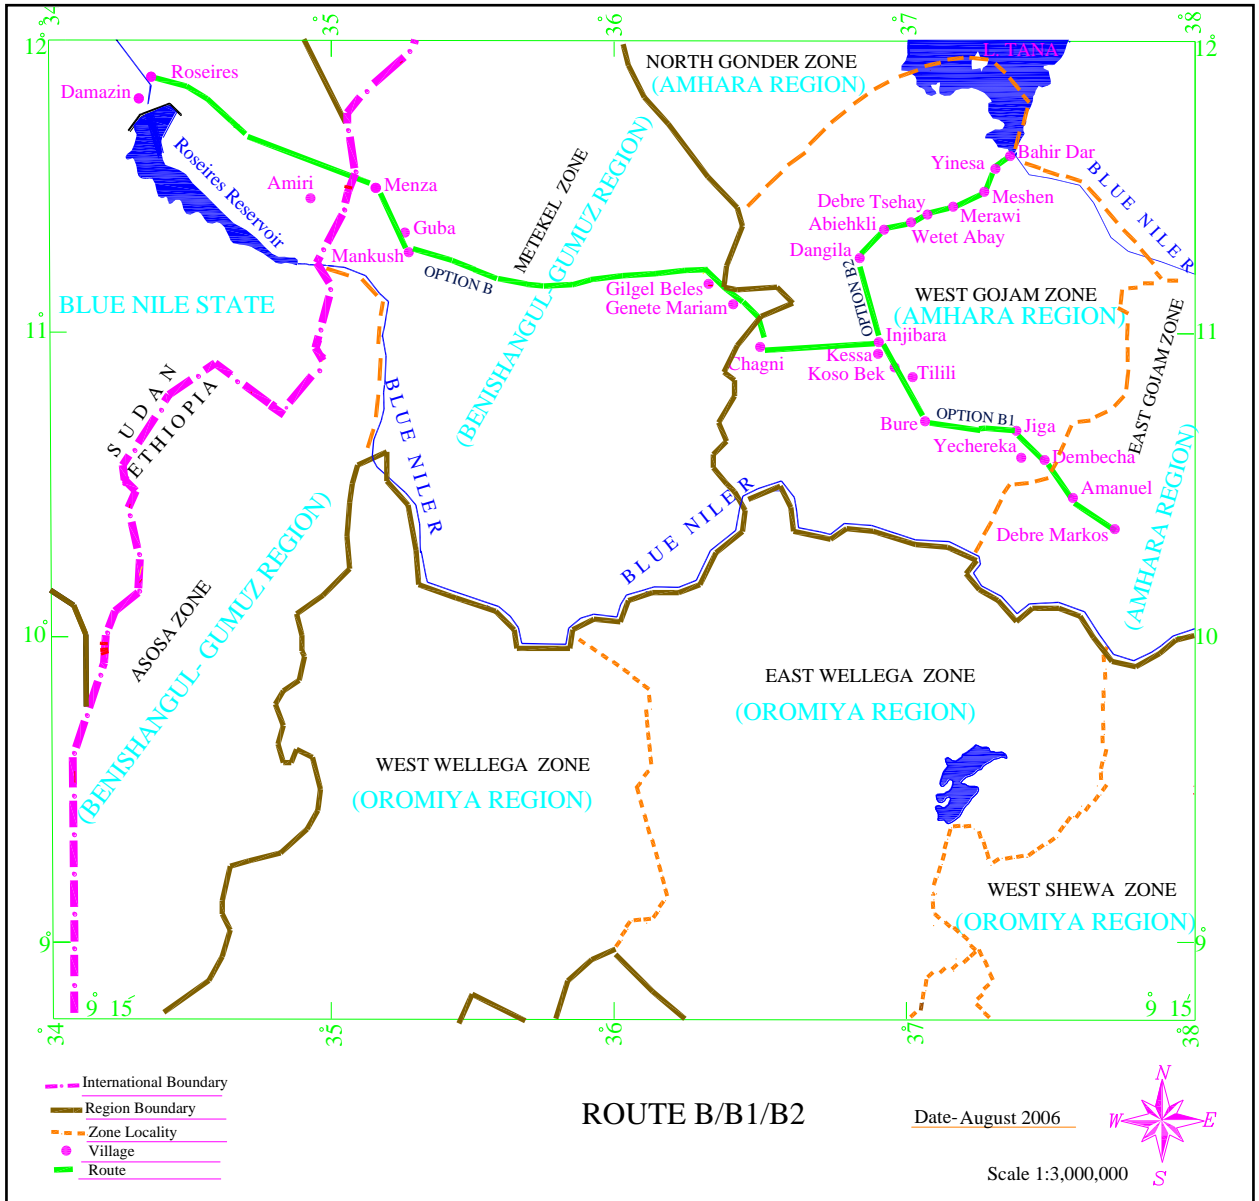 34°
35°
36°
37°
38°
12°
12°
L. TANA
NORTH GONDER ZONE
(AMHARA REGION)
Roseires
Damazin
Roseires Reservoir
Amiri
Menza
Guba
Mankush
OPTION B
METEKEL ZONE
(BENISHANGUL- GUMUZ REGION)
Bahir Dar
Yinesa
Meshen
Debre Tsehay
Merawi
Abiehkli
Wetet Abay
Dangila
BLUE NILE R
OPTION B2
BLUE NILE STATE
Gilgel Beles
Genete Mariam
WEST GOJAM ZONE
(AMHARA REGION)
11°
11°
Injibara
Chagni
Kessa
Koso Bek
Tilili
EAST GOJAM ZONE
(AMHARA REGION)
SUDAN
ETHIOPIA
BLUE NILE R
Bure
OPTION B1
Jiga
Yechereka
Dembecha
Amanuel
Debre Markos
BLUE NILE R
ASOSA ZONE
(BENISHANGUL- GUMUZ REGION)
10°
10
EAST WELLEGA ZONE
(OROMIYA REGION)
WEST WELLEGA ZONE
(OROMIYA REGION)
WEST SHEWA ZONE
(OROMIYA REGION)
9°
9°
9° 15´
9° 15´
34°
35°
36°
37°
38°
International Boundary
Region Boundary
Zone Locality
Village
Route
ROUTE B/B1/B2
Date- August 2006
Scale 1:3,000,000
N
W
E
S